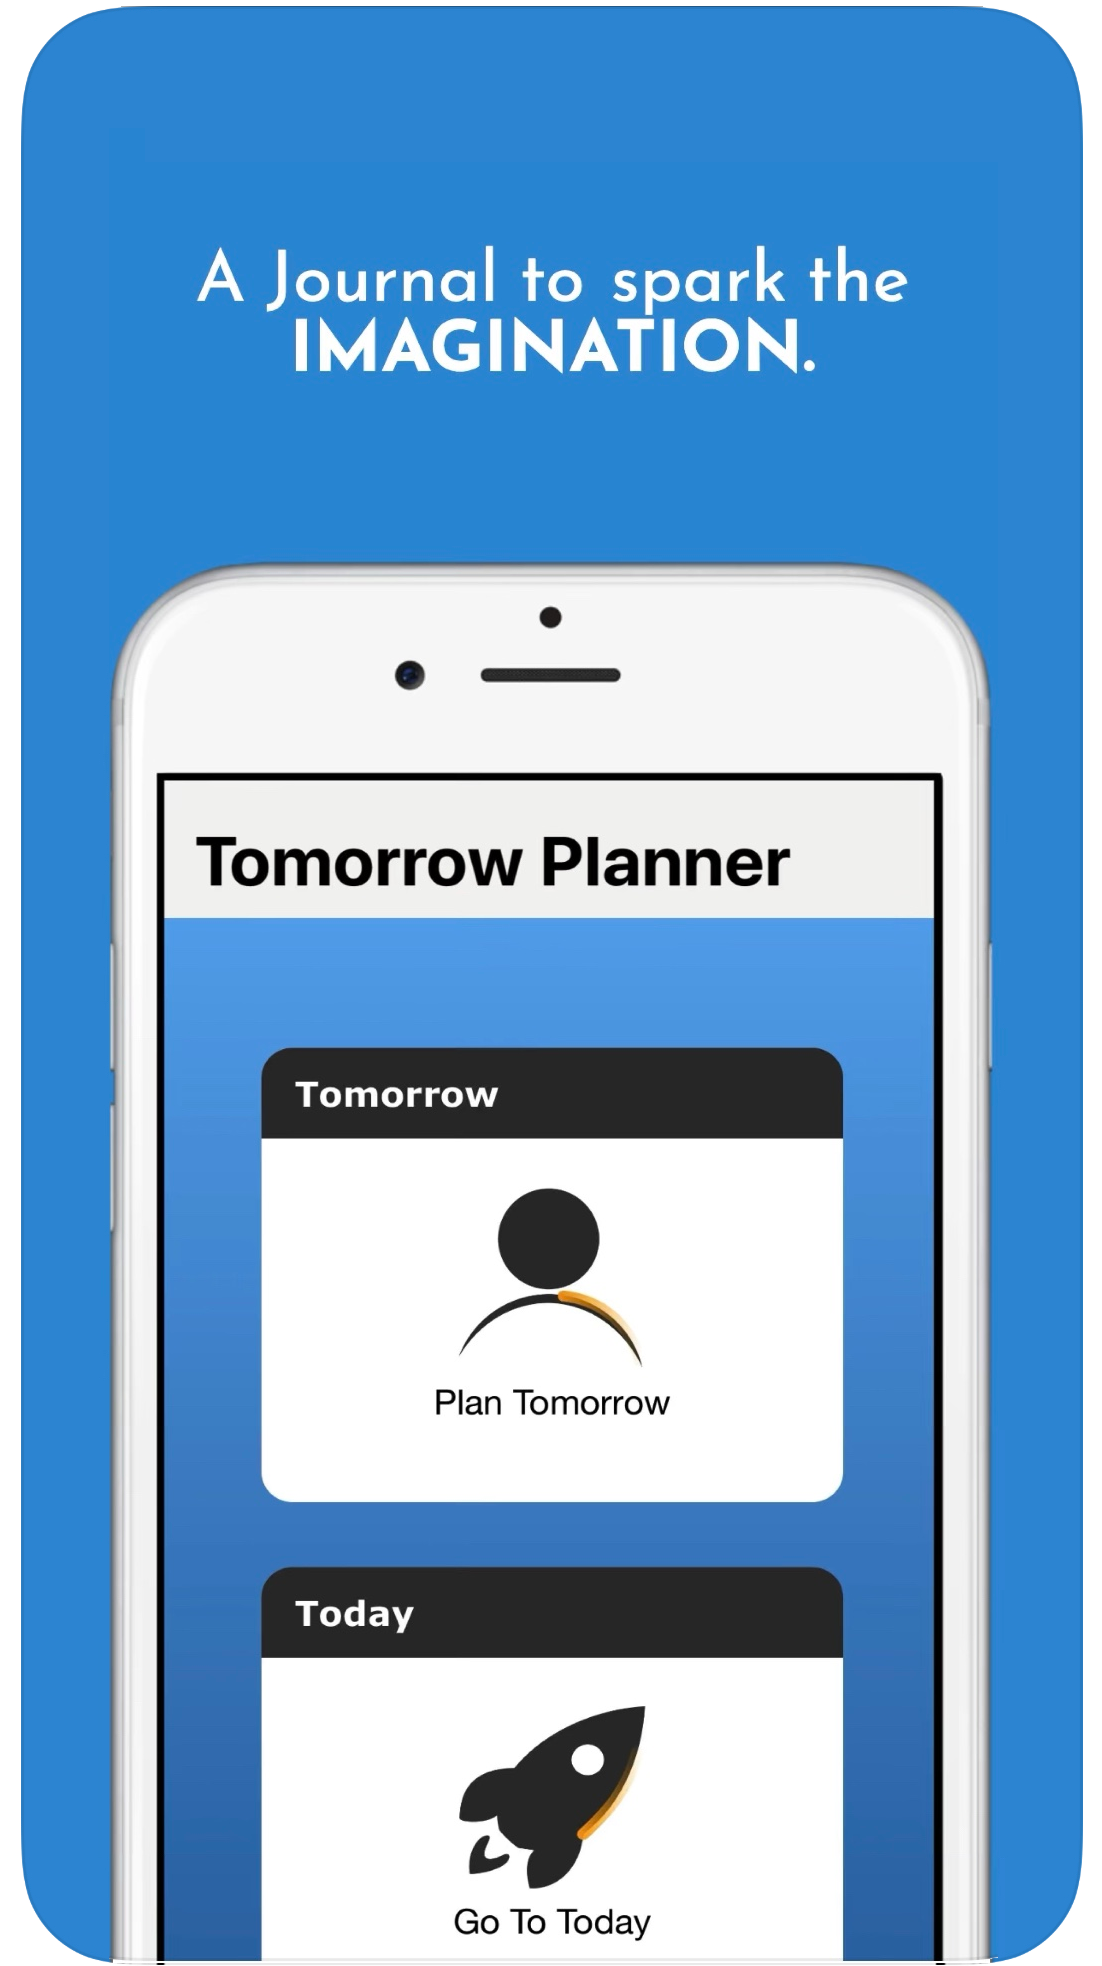 A Journal to spark the
IMAGINATION.
Tomorrow Planner
Tomorrow
Plan Tomorrow
Today
Go To Today